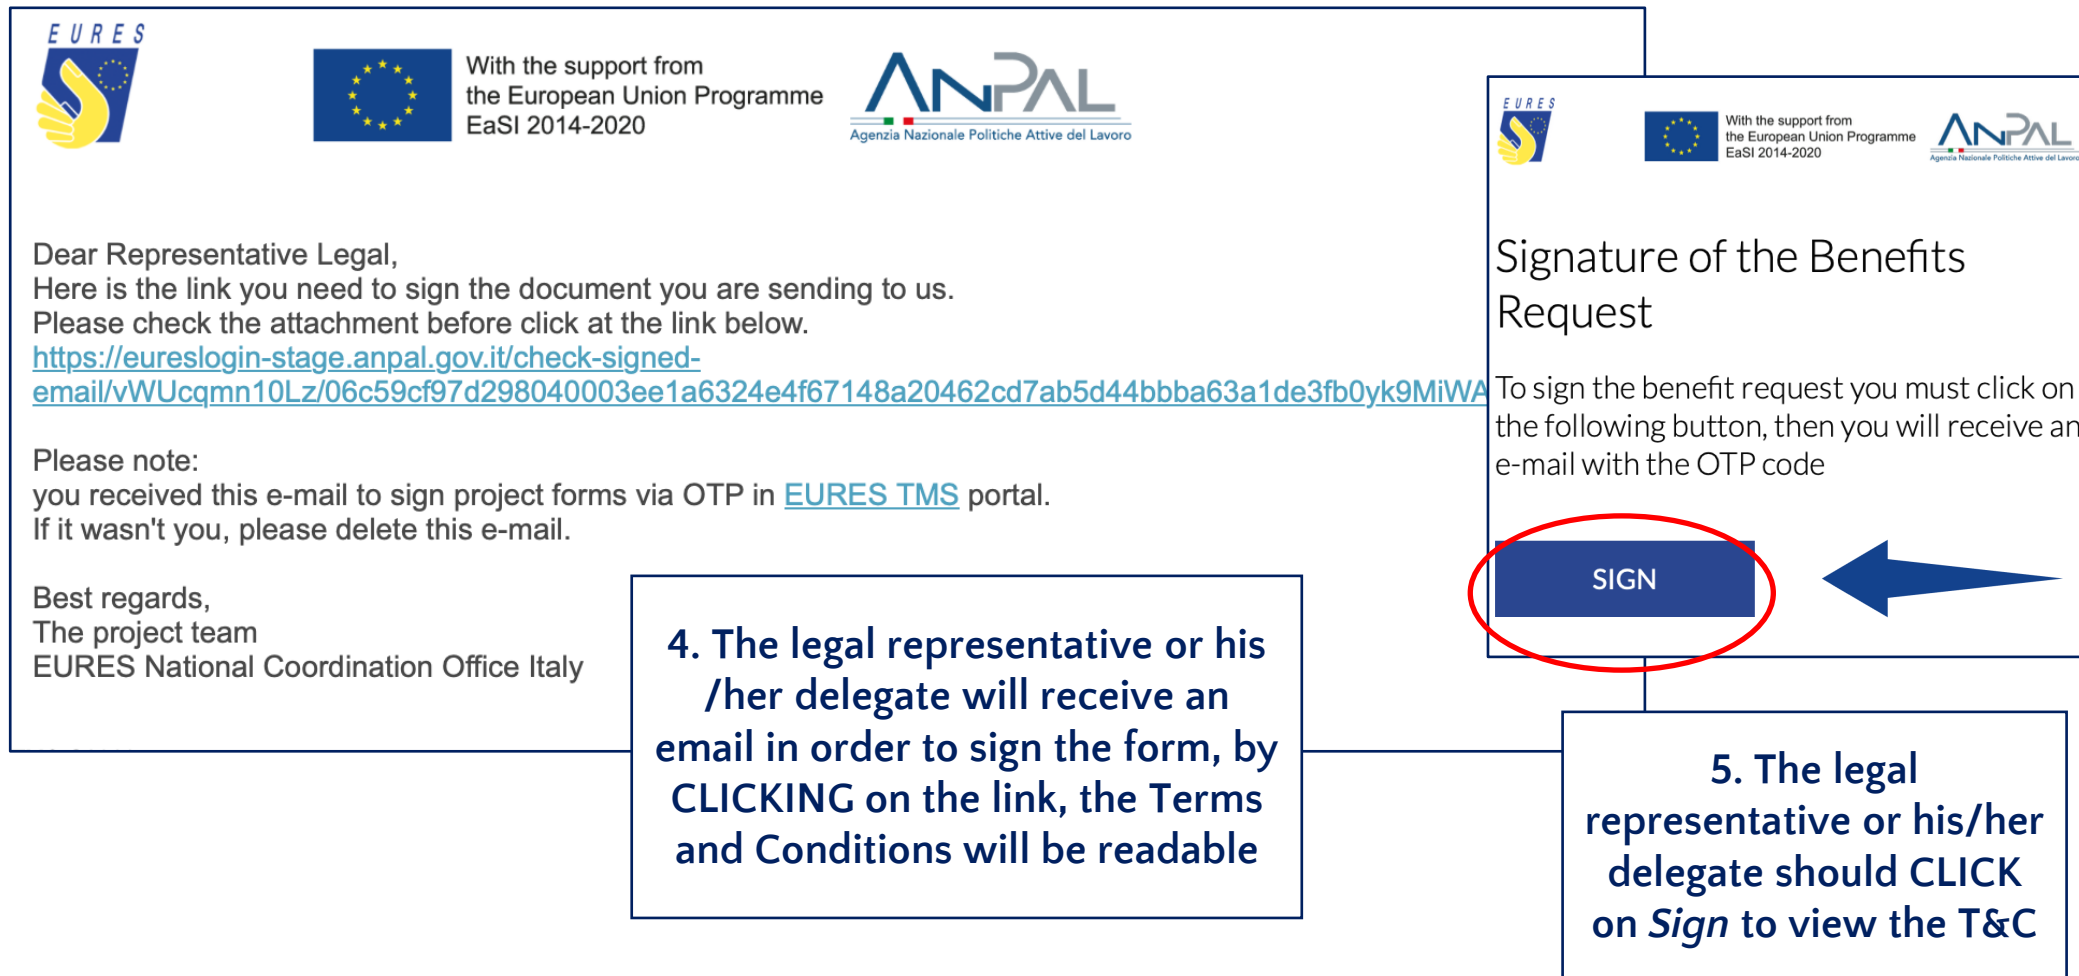 EURES
With the support from
the European Union Programme
EaSI 2014-2020
ANPAL
Agenzia Nazionale Politiche Attive del Lavoro
Dear Representative Legal,
Here is the link you need to sign the document you are sending to us.
Please check the attachment before click at the link below.
https://eureslogin-stage.anpal.gov.it/check-signed-
email/vWUcqmn10Lz/06c59cf97d298040003ee1a6324e4f67148a20462cd7ab5d44bbba63a1de3fb0yk9MiWA
Please note:
you received this e-mail to sign project forms via OTP in EURES TMS portal.
If it wasn't you, please delete this e-mail.
Best regards,
The project team
EURES National Coordination Office Italy
4. The legal representative or his
/her delegate will receive an
email in order to sign the form, by
CLICKING on the link, the Terms
and Conditions will be readable
EURES
With the support from
the European Union Programme
EaSI 2014-2020
ANPAL
Agenzia Nazionale Politiche Attive del Lavoro
Signature of the Benefits
Request
To sign the benefit request you must click on
the following button, then you will receive an
e-mail with the OTP code
SIGN
5. The legal
representative or his/her
delegate should CLICK
on Sign to view the T&C